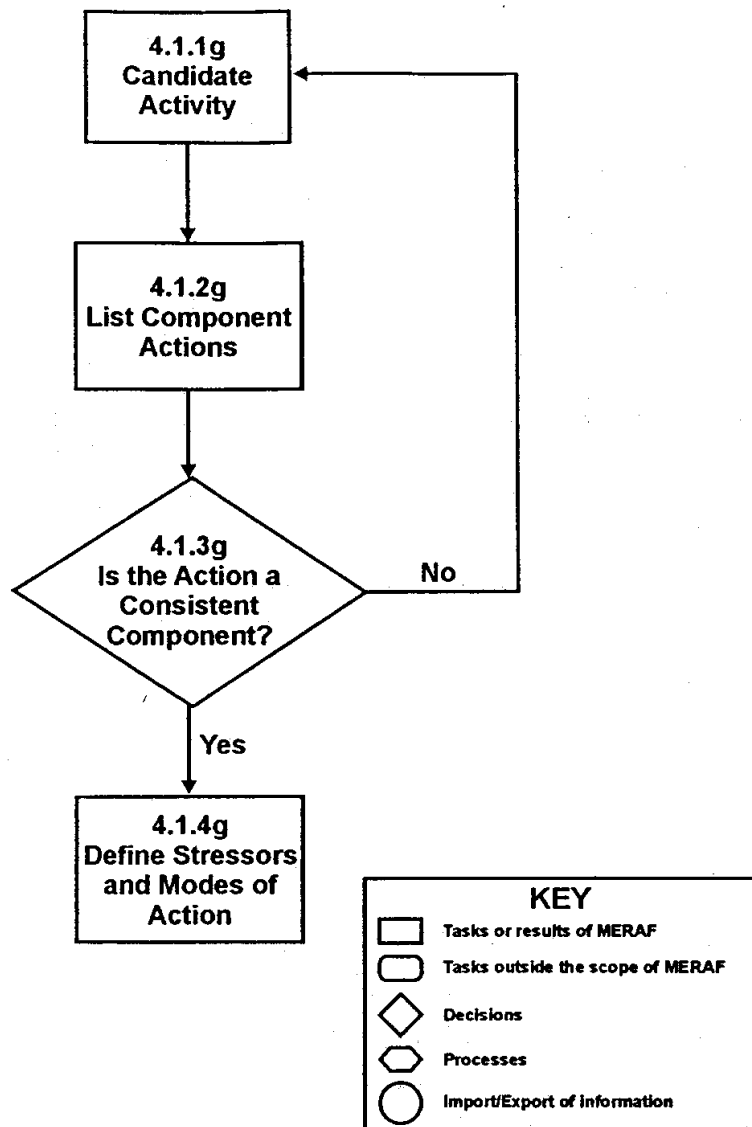 4.1.1g
Candidate
Activity
4.1.2g
List Component
Actions
4.1.3g
Is the Action a
Consistent
Component?
No
Yes
4.1.4g
Define Stressors
and Modes of
Action
KEY
Tasks or results of MERAF
Tasks outside the scope of MERAF
Decisions
Processes
Import/Export of information